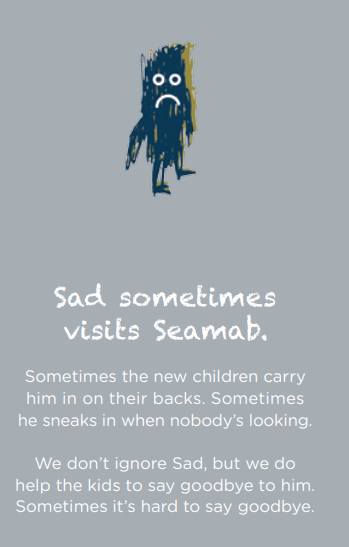 Sad sometimes
visits Seamab.
Sometimes the new children carry
him in on their backs. Sometimes
he sneaks in when nobody's looking.
We don't ignore Sad, but we do
help the kids to say goodbye to him.
Sometimes it's hard to say goodbye.